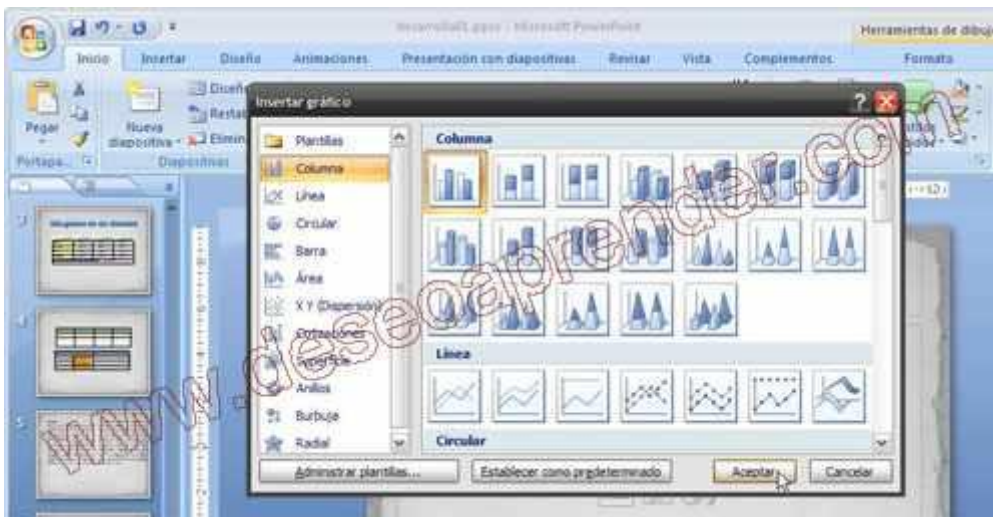 Herramientas de dibujo
Inicio Insertar Diseño Animaciones Presentación con diapositivas Revisar Vista Complementos Formato
Pegar
Nueva diapositiva
Elimin
Diapositivas
Insertar gráfico
Plantillas
Columna
Línea
Circular
Barra
Área
X Y (Dispersión)
Cotizaciones
Superficie
Anillos
Burbuja
Radial
Columna
Línea
Circular
Administrar plantillas...
Establecer como predeterminado
Aceptar
Cancelar
www.deseoaprender.com